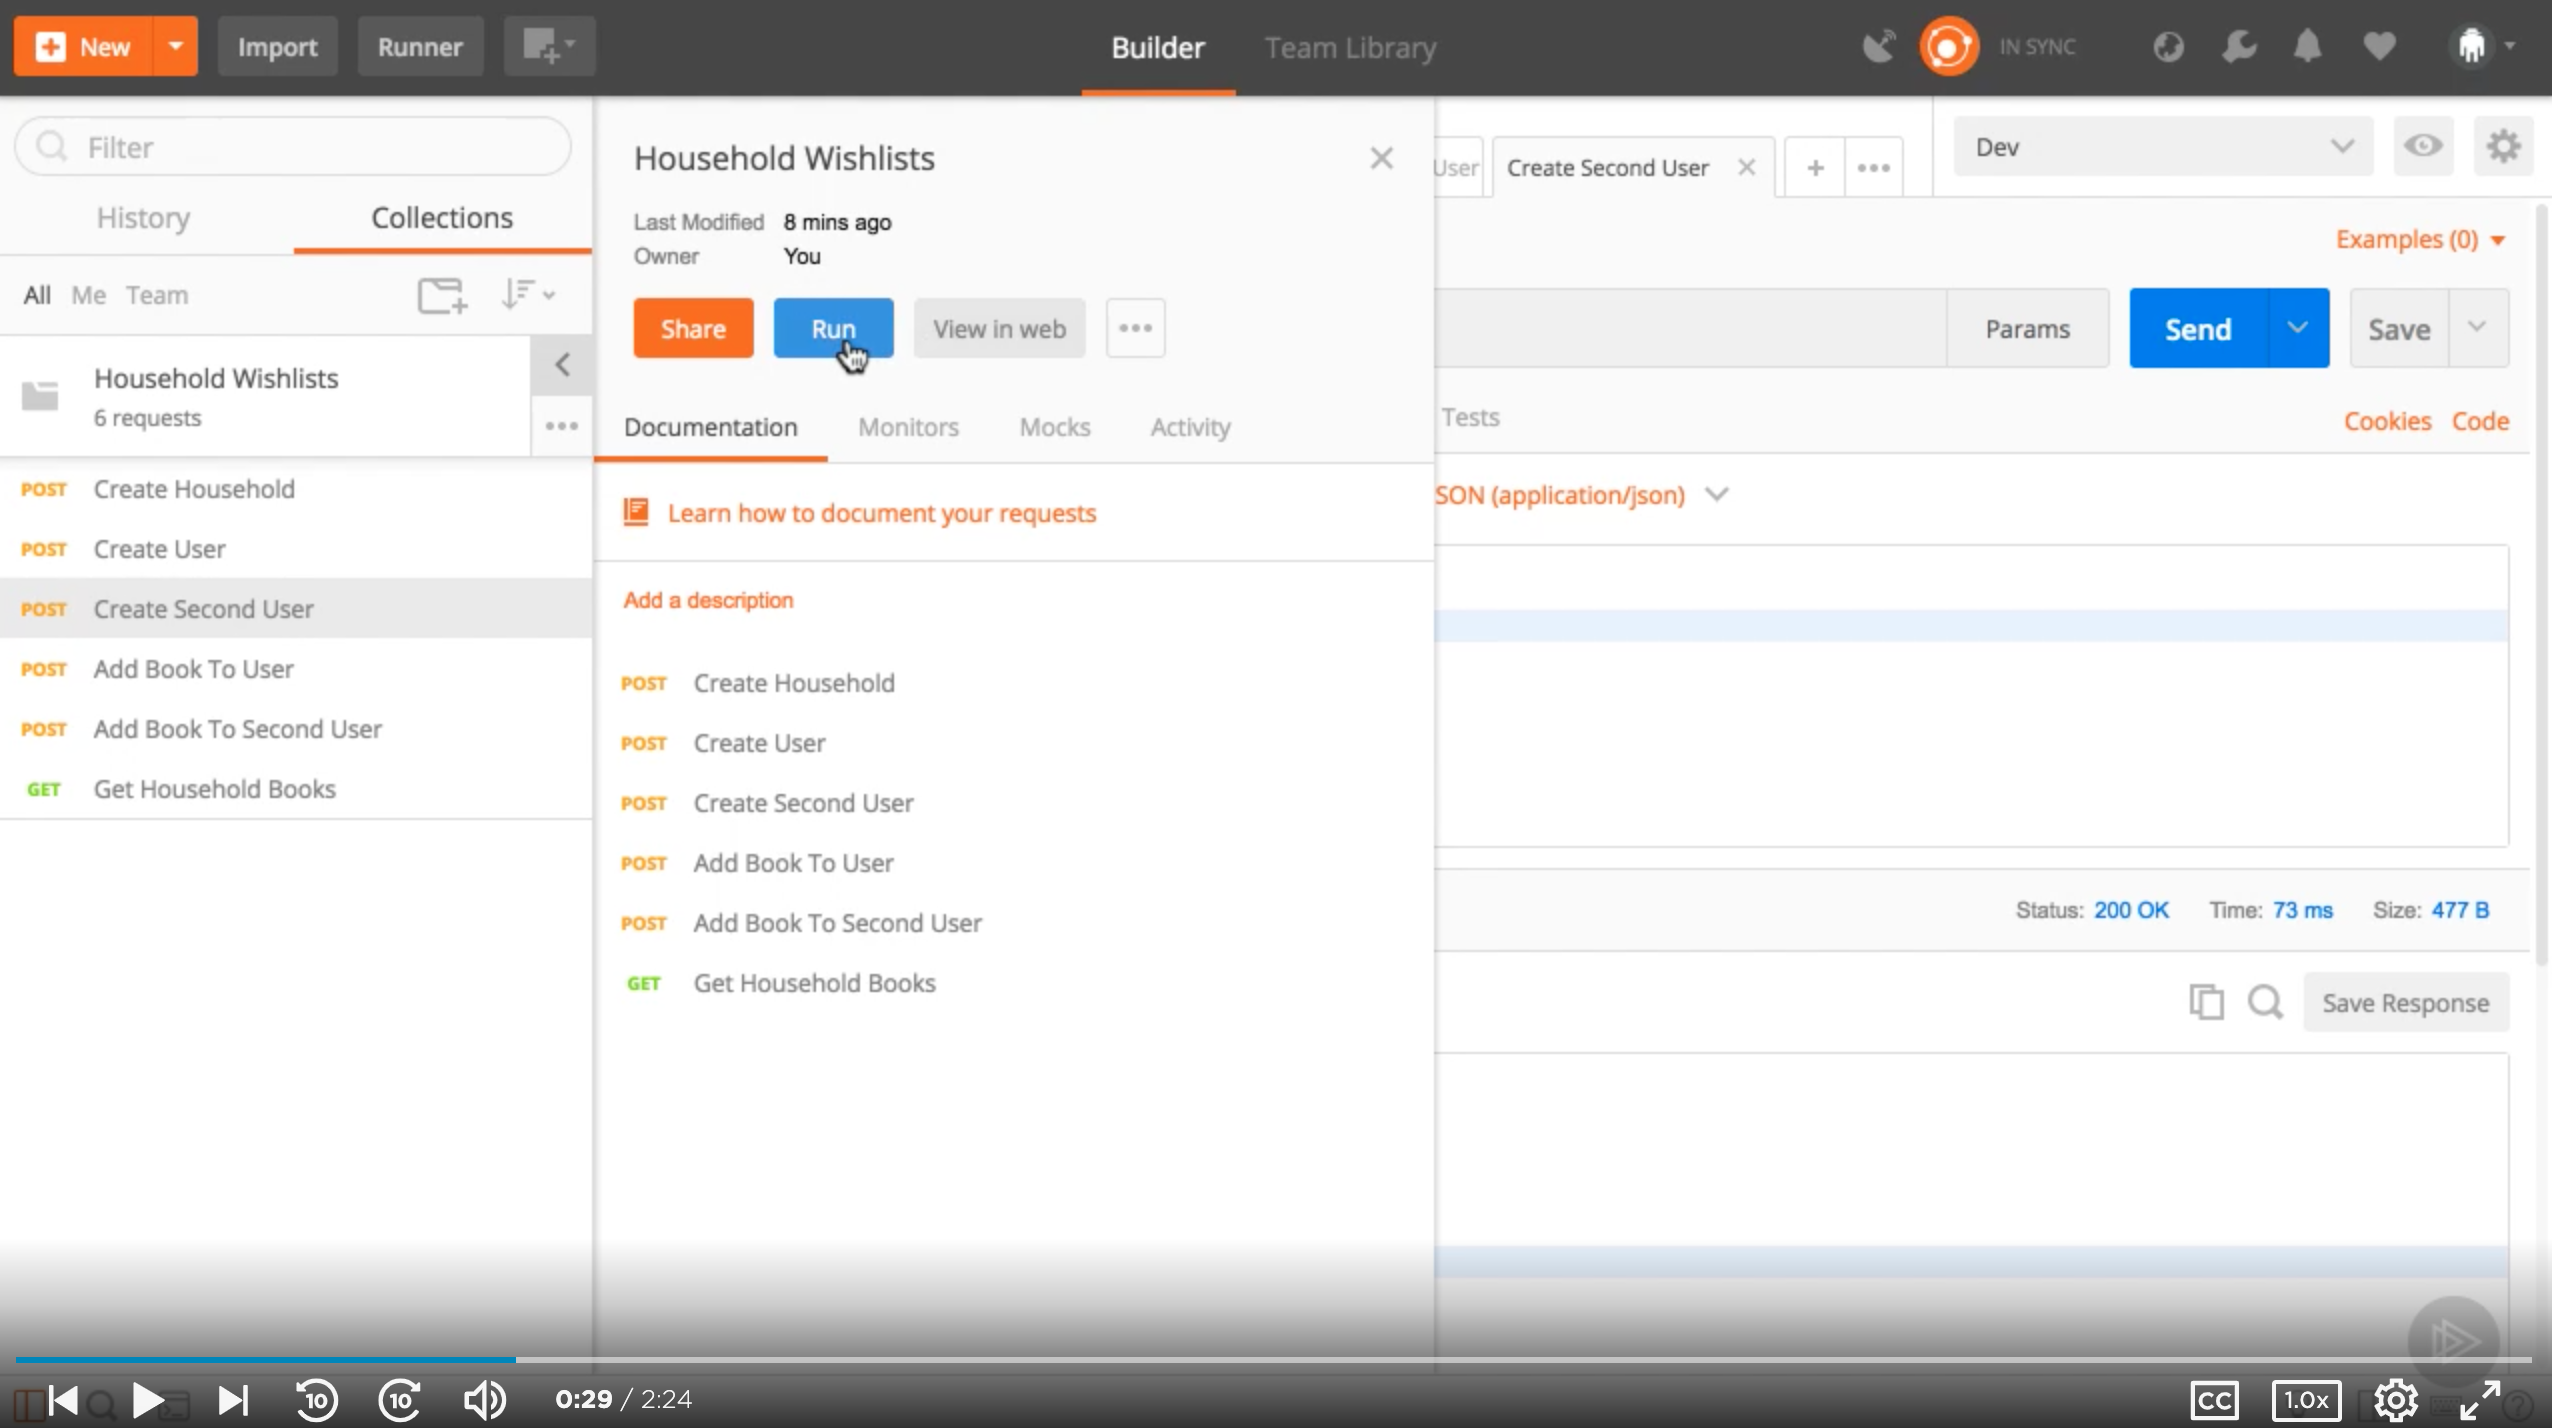 New
Import
Runner
Builder
Team Library
IN SYNC
Filter
History
Collections
All Me Team
Household Wishlists
6 requests
POST Create Household
POST Create User
POST Create Second User
POST Add Book To User
POST Add Book To Second User
GET Get Household Books
Household Wishlists
Last Modified 8 mins ago
Owner You
Share
Run
View in web
Documentation
Monitors
Mocks
Activity
Learn how to document your requests
Add a description
POST Create Household
POST Create User
POST Create Second User
POST Add Book To User
POST Add Book To Second User
GET Get Household Books
User
Create Second User
Dev
Examples (0)
Params
Send
Save
Tests
Cookies Code
SON (application/json)
Status: 200 OK Time: 73 ms Size: 477 B
Save Response
10
10
0:29 / 2:24
CC
1.0x